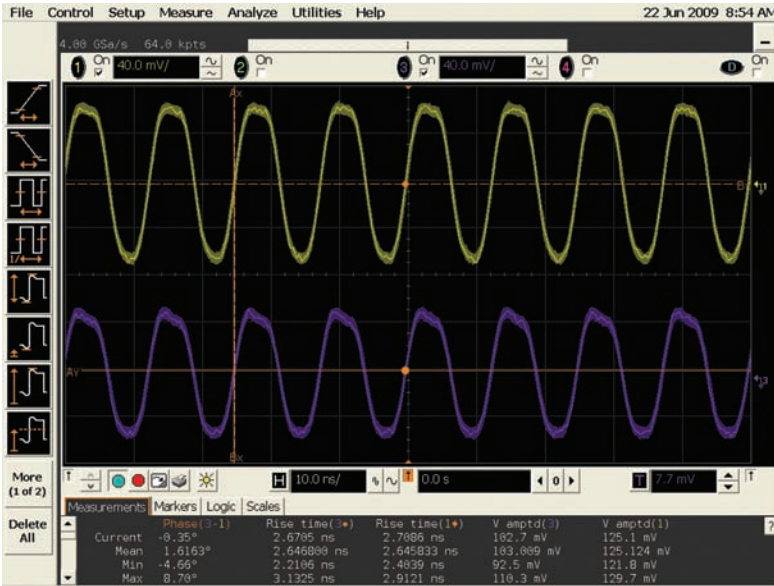 File Control Setup Measure Analyze Utilities Help 22 Jun 2009 8:54 AM
4.00 GSa/s 64.0 kpts
1 On 40.0 mV/ 2 On 3 On 40.0 mV/ 4 On D On
Ax
B
Ay
Bx
More
(1 of 2)
Delete
All
H 10.0 ns/ T 0.0 s 0 T 7.7 mV
Measurements Markers Logic Scales
Phase(3-1) Rise time(3) Rise time(1) V amptd(3) V amptd(1)
Current -0.35° 2.6705 ns 2.7086 ns 102.7 mV 125.1 mV
Mean 1.6163° 2.646800 ns 2.645833 ns 103.009 mV 125.124 mV
Min -4.66° 2.2106 ns 2.4039 ns 92.5 mV 121.8 mV
Max 8.70° 3.1325 ns 2.9121 ns 110.3 mV 129.7 mV